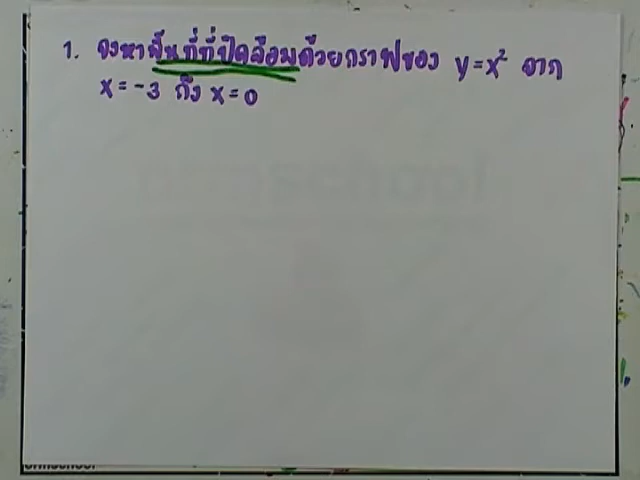 1. จงหาพื้นที่ที่ปิดล้อมด้วยกราฟของ y=x² จาก
x = -3 ถึง x = 0